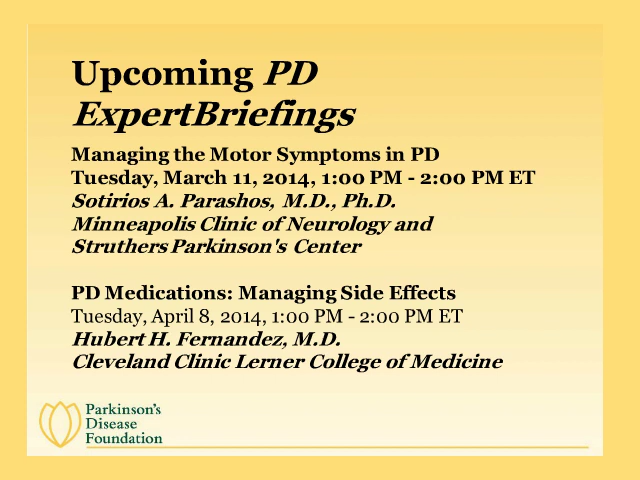 Upcoming PD
ExpertBriefings
Managing the Motor Symptoms in PD
Tuesday, March 11, 2014, 1:00 PM - 2:00 PM ET
Sotirios A. Parashos, M.D., Ph.D.
Minneapolis Clinic of Neurology and
Struthers Parkinson's Center
PD Medications: Managing Side Effects
Tuesday, April 8, 2014, 1:00 PM - 2:00 PM ET
Hubert H. Fernandez, M.D.
Cleveland Clinic Lerner College of Medicine
Parkinson's
Disease
Foundation